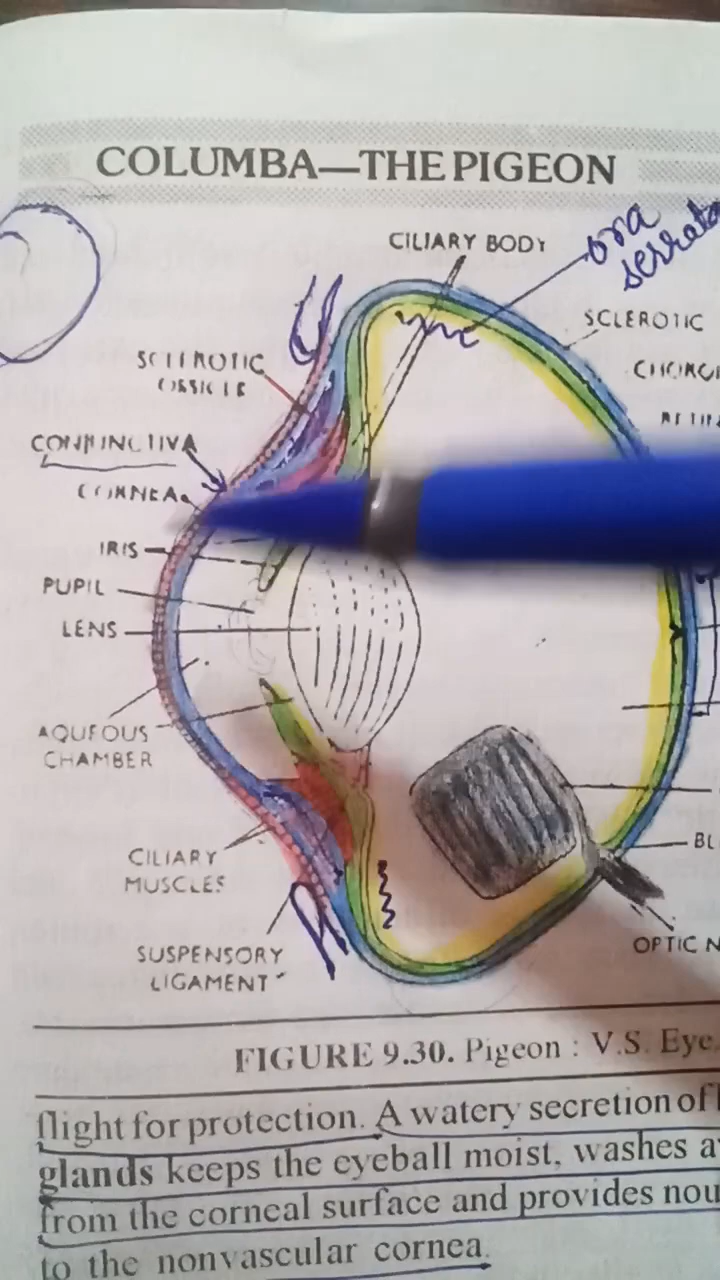 COLUMBA—THE PIGEON
CILIARY BODY
ora
serrata
SCLEROTIC
SCLEROTIC
OSSICLE
CONJUNCTIVA
CORNEA
IRIS
PUPIL
LENS
AQUEOUS
CHAMBER
CILIARY
MUSCLES
SUSPENSORY
LIGAMENT
BL
OPTIC N
FIGURE 9.30. Pigeon : V.S. Eye.
flight for protection. A watery secretion of
glands keeps the eyeball moist, washes a
from the corneal surface and provides nou
to the nonvascular cornea.